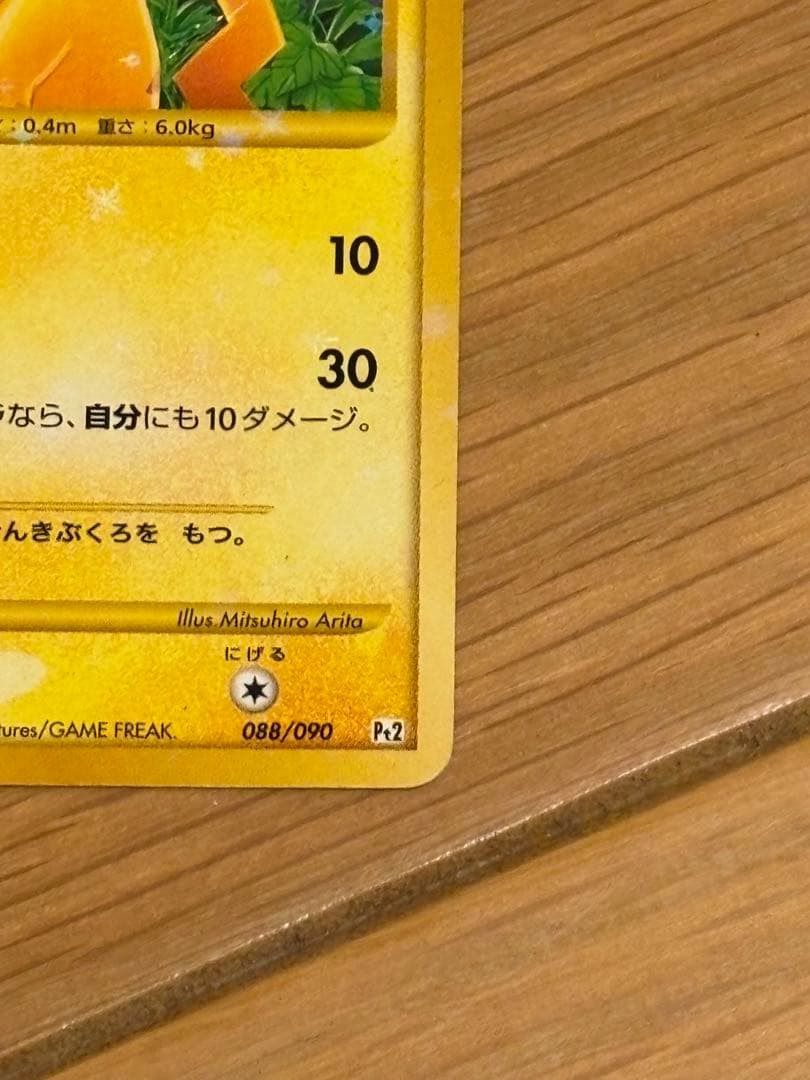 : 0.4m 重さ : 6.0kg
10
30
なら、自分にも10ダメージ。
んきぶくろを もつ。
Illus. Mitsuhiro Arita
にげる
tures/GAME FREAK.
088/090
Pt2